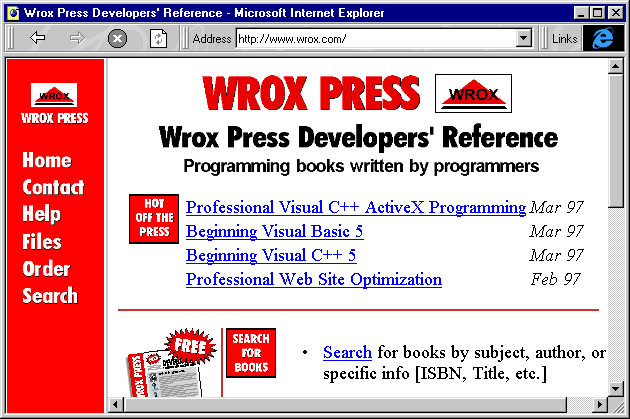 Wrox Press Developers' Reference - Microsoft Internet Explorer
Address http://www.wrox.com/ Links
WROX
WROX PRESS
Home
Contact
Help
Files
Order
Search
WROX PRESS WROX
Wrox Press Developers' Reference
Programming books written by programmers
HOT
OFF THE
PRESS
Professional Visual C++ ActiveX Programming Mar 97
Beginning Visual Basic 5 Mar 97
Beginning Visual C++ 5 Mar 97
Professional Web Site Optimization Feb 97
FREE
WROX PRESS
SEARCH
FOR
BOOKS
• Search for books by subject, author, or
specific info [ISBN, Title, etc.]